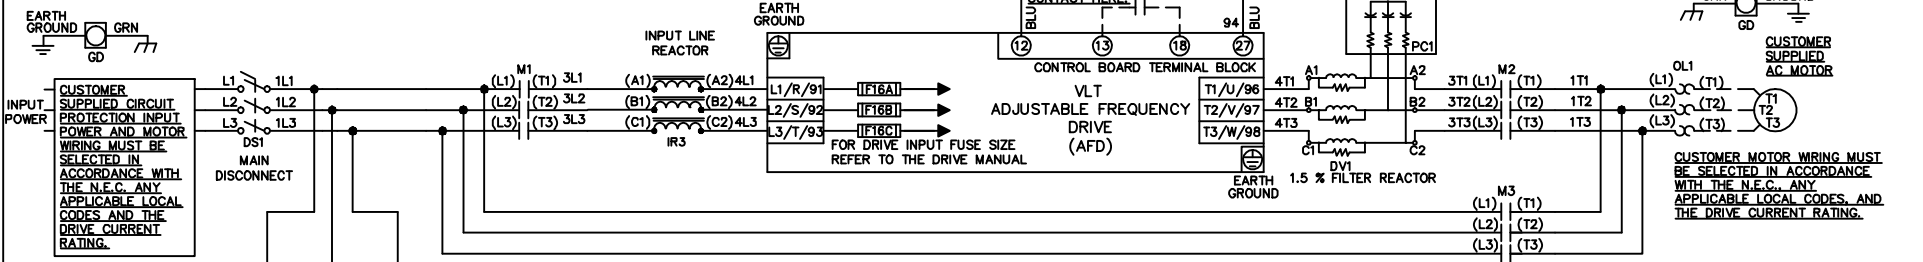 EARTH
GROUND
GRN
GD
INPUT
POWER
CUSTOMER
SUPPLIED CIRCUIT
PROTECTION INPUT
POWER AND MOTOR
WIRING MUST BE
SELECTED IN
ACCORDANCE WITH
THE N.E.C. ANY
APPLICABLE LOCAL
CODES AND THE
DRIVE CURRENT
RATING.
L1 1L1
L2 1L2
L3 1L3
DS1
MAIN
DISCONNECT
M1
(L1) (T1) 3L1
(L2) (T2) 3L2
(L3) (T3) 3L3
INPUT LINE
REACTOR
(A1) (A2) 4L1
(B1) (B2) 4L2
(C1) (C2) 4L3
IR3
EARTH
GROUND
L1/R/91
L2/S/92
L3/T/93
IF16A
IF16B
IF16C
FOR DRIVE INPUT FUSE SIZE
REFER TO THE DRIVE MANUAL
BLU
94
BLU
12 13 18 27
CONTROL BOARD TERMINAL BLOCK
VLT
ADJUSTABLE FREQUENCY
DRIVE
(AFD)
T1/U/96
T2/V/97
T3/W/98
EARTH
GROUND
4T1 A1 A2
4T2 B1 B2
4T3
C1 C2
DV1
1.5 % FILTER REACTOR
PC1
M2
3T1 (L1) (T1) 1T1
3T2(L2) (T2) 1T2
3T3(L3) (T3) 1T3
M3
(L1) (T1)
(L2) (T2)
(L3) (T3)
GD
CUSTOMER
SUPPLIED
AC MOTOR
OL1
(L1) (T1)
(L2) (T2)
(L3) (T3)
T1
T2
T3
CUSTOMER MOTOR WIRING MUST
BE SELECTED IN ACCORDANCE
WITH THE N.E.C., ANY
APPLICABLE LOCAL CODES, AND
THE DRIVE CURRENT RATING.